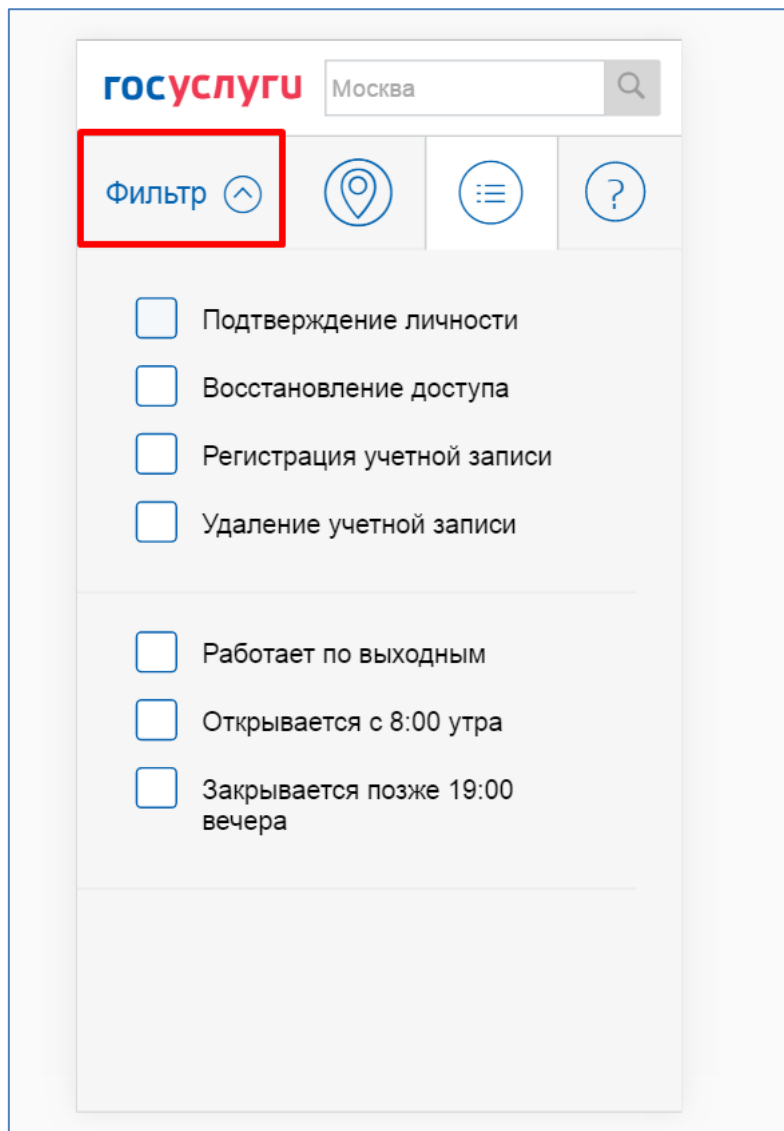 госуслуги
Москва
Фильтр
?
Подтверждение личности
Восстановление доступа
Регистрация учетной записи
Удаление учетной записи
Работает по выходным
Открывается с 8:00 утра
Закрывается позже 19:00
вечера